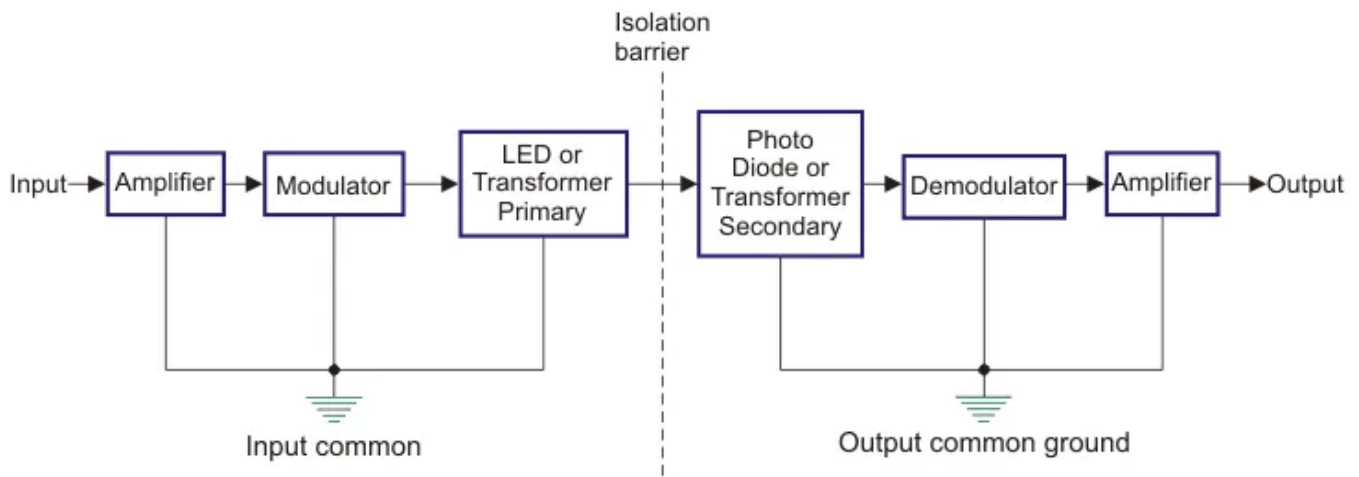 Isolation
barrier
Input
Amplifier
Modulator
LED or
Transformer
Primary
Photo
Diode or
Transformer
Secondary
Demodulator
Amplifier
Output
Input common
Output common ground